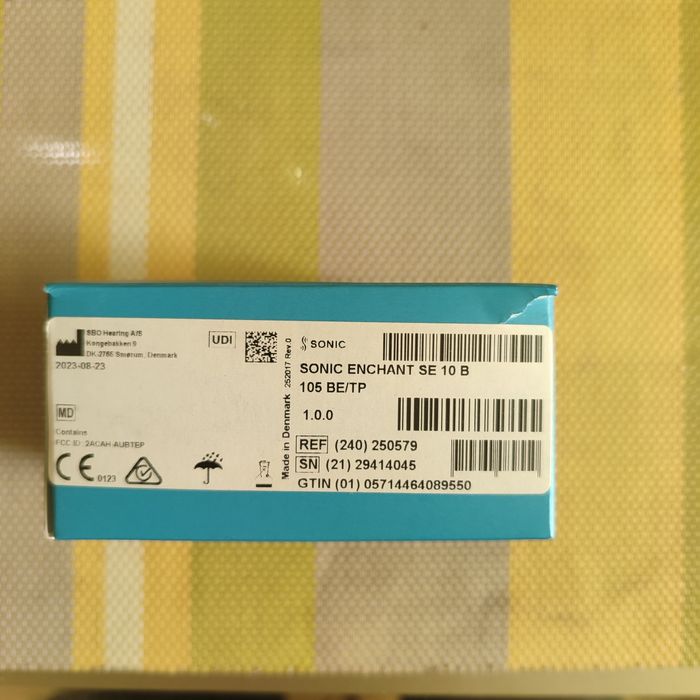 SBO Hearing A/S
Kongebakken 9
DK-2765 Smørum, Denmark
2023-08-23
UDI
MD
Contains
FCC ID: 2ACAH-AUBTBP
CE 0123
Made in Denmark 252017 Rev.0
SONIC
SONIC ENCHANT SE 10 B
105 BE/TP
1.0.0
REF (240) 250579
SN (21) 29414045
GTIN (01) 05714464089550